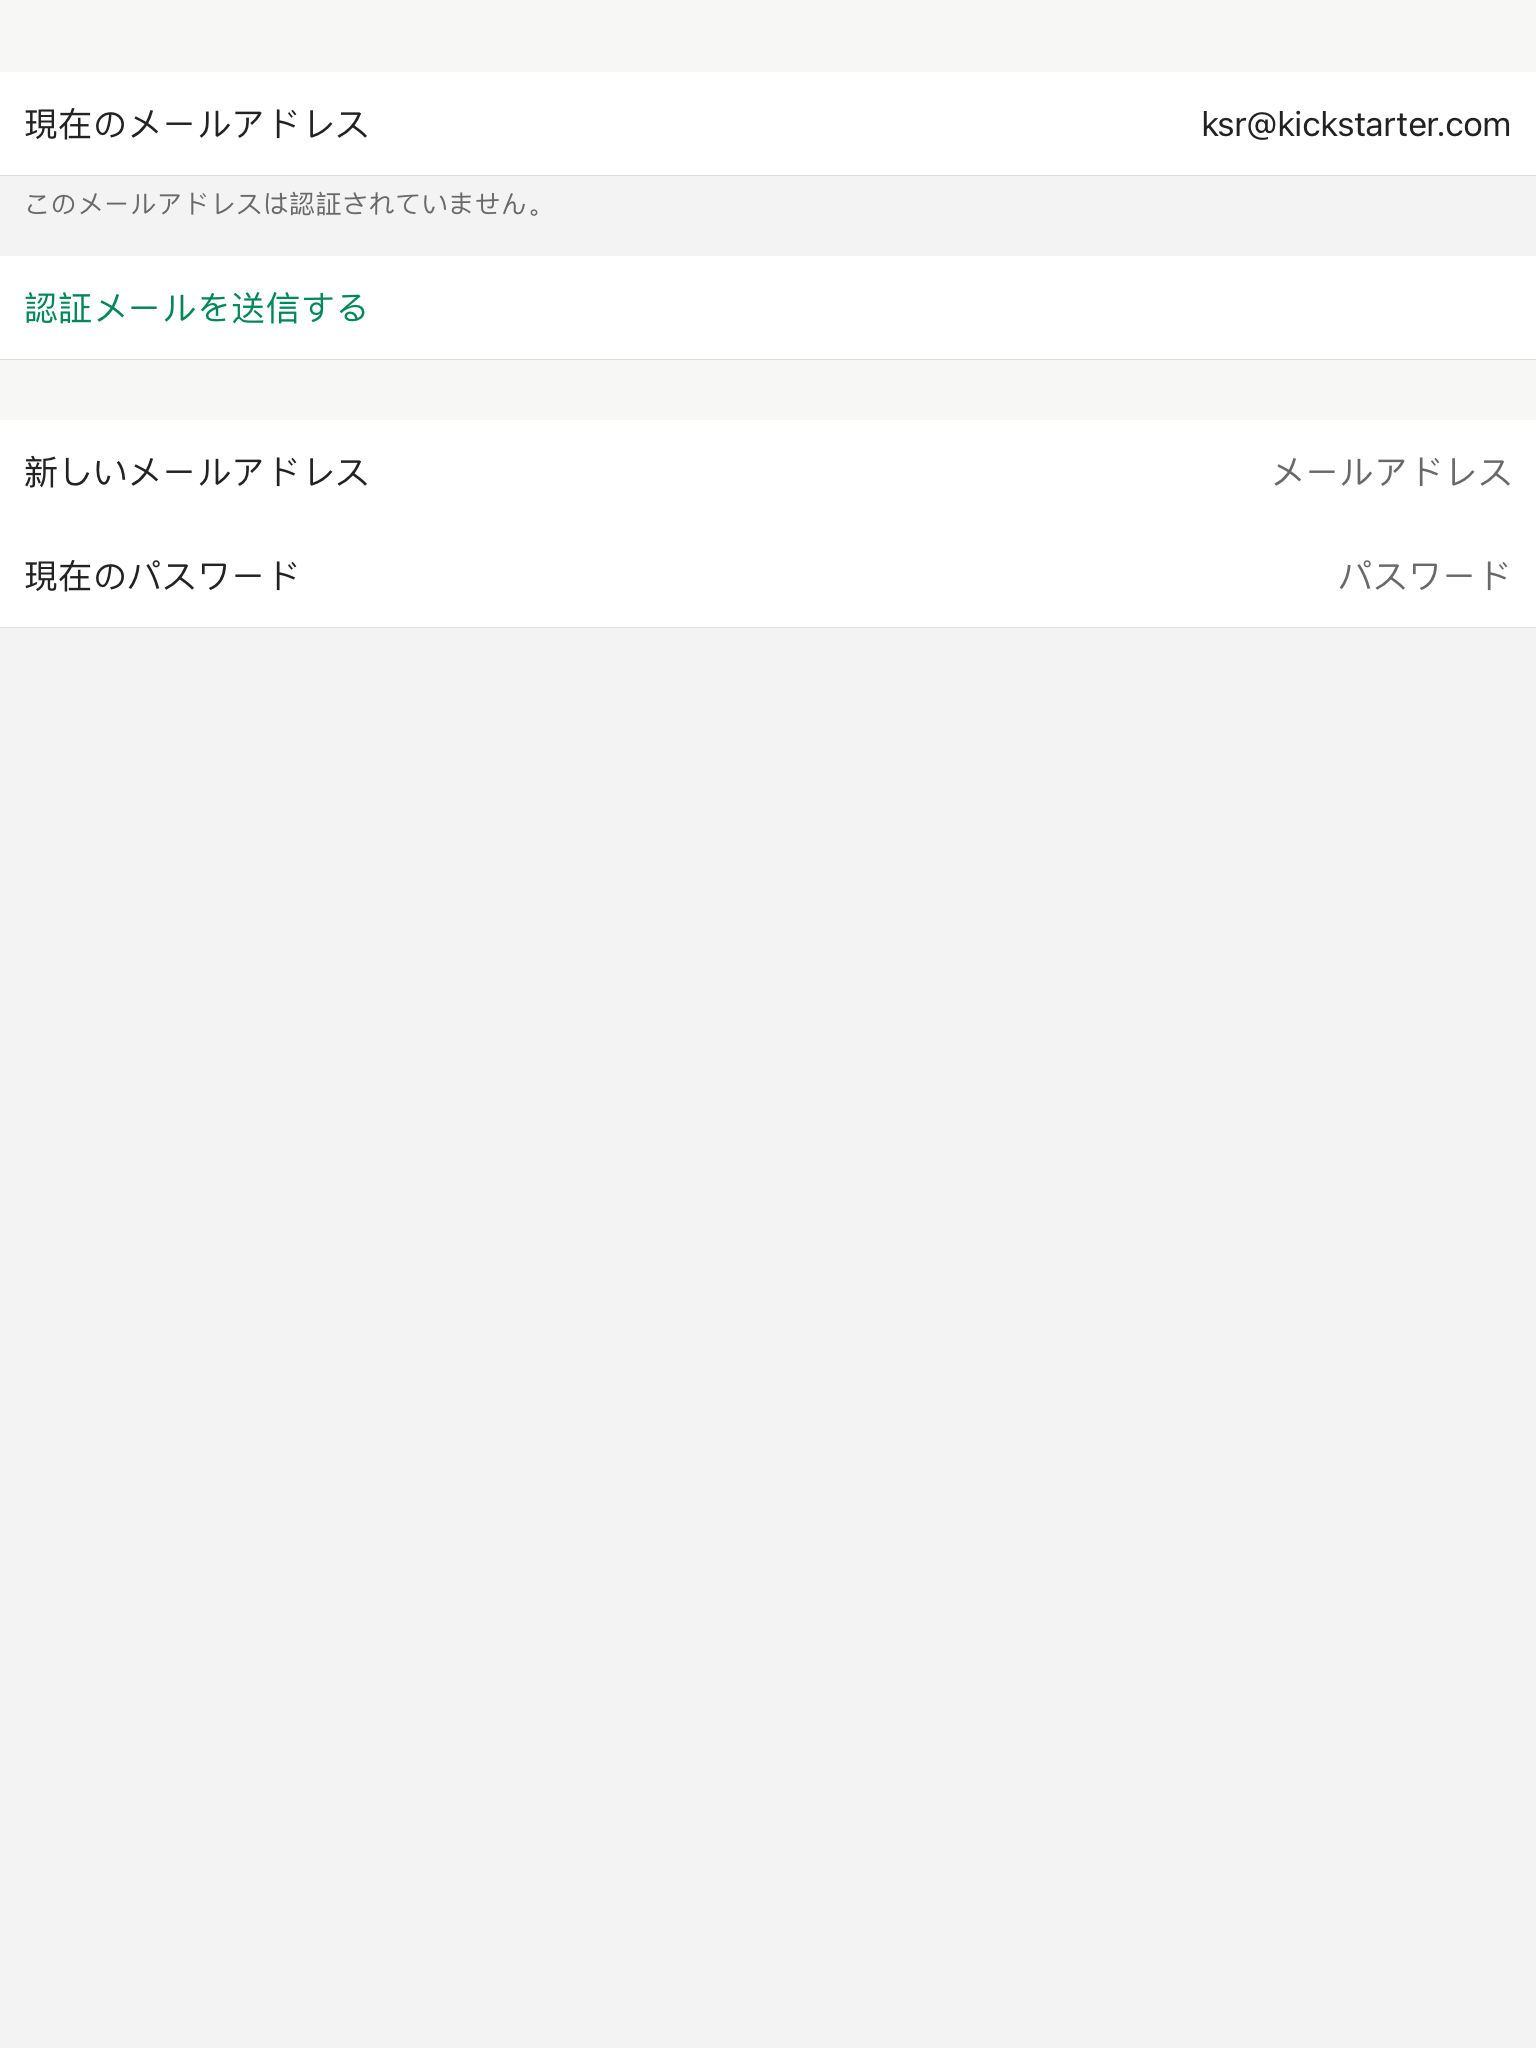 現在のメールアドレス ksr@kickstarter.com
このメールアドレスは認証されていません。
認証メールを送信する
新しいメールアドレス メールアドレス
現在のパスワード パスワード